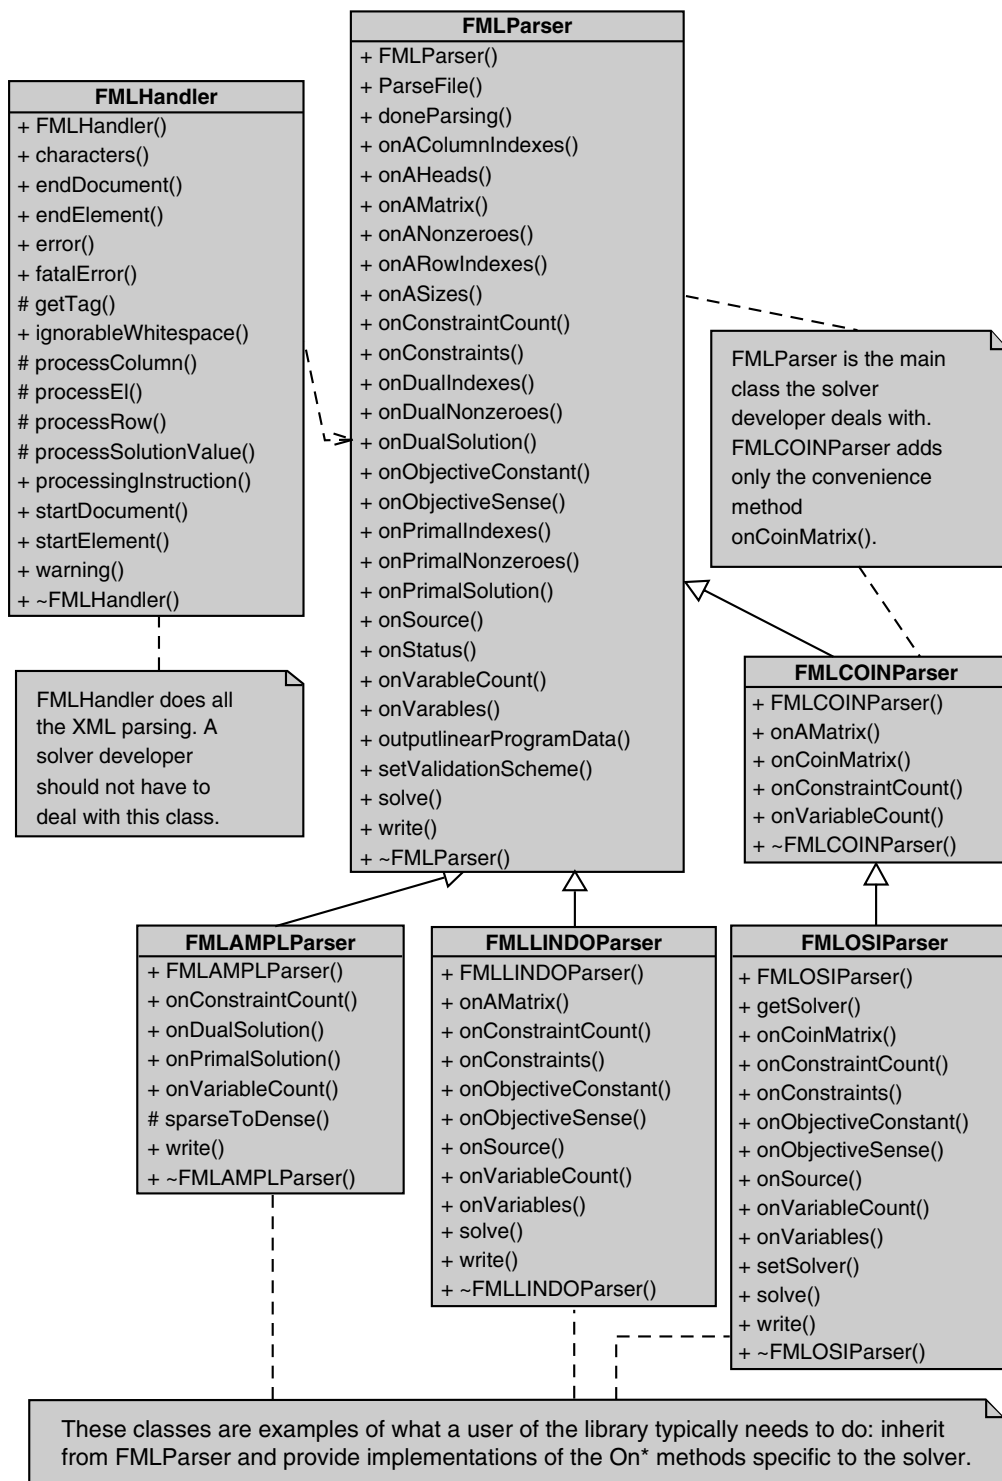 FMLParser
+ FMLParser()
+ ParseFile()
+ doneParsing()
+ onAColumnIndexes()
+ onAHeads()
+ onAMatrix()
+ onANonzeroes()
+ onARowIndexes()
+ onASizes()
+ onConstraintCount()
+ onConstraints()
+ onDualIndexes()
+ onDualNonzeroes()
+ onDualSolution()
+ onObjectiveConstant()
+ onObjectiveSense()
+ onPrimalIndexes()
+ onPrimalNonzeroes()
+ onPrimalSolution()
+ onSource()
+ onStatus()
+ onVarableCount()
+ onVarables()
+ outputlinearProgramData()
+ setValidationScheme()
+ solve()
+ write()
+ ~FMLParser()
FMLHandler
+ FMLHandler()
+ characters()
+ endDocument()
+ endElement()
+ error()
+ fatalError()
# getTag()
+ ignorableWhitespace()
# processColumn()
# processEl()
# processRow()
# processSolutionValue()
+ processingInstruction()
+ startDocument()
+ startElement()
+ warning()
+ ~FMLHandler()
FMLHandler does all
the XML parsing. A
solver developer
should not have to
deal with this class.
FMLParser is the main
class the solver
developer deals with.
FMLCOINParser adds
only the convenience
method
onCoinMatrix().
FMLCOINParser
+ FMLCOINParser()
+ onAMatrix()
+ onCoinMatrix()
+ onConstraintCount()
+ onVariableCount()
+ ~FMLCOINParser()
FMLAMPLParser
+ FMLAMPLParser()
+ onConstraintCount()
+ onDualSolution()
+ onPrimalSolution()
+ onVariableCount()
# sparseToDense()
+ write()
+ ~FMLAMPLParser()
FMLLINDOParser
+ FMLLINDOParser()
+ onAMatrix()
+ onConstraintCount()
+ onConstraints()
+ onObjectiveConstant()
+ onObjectiveSense()
+ onSource()
+ onVariableCount()
+ onVariables()
+ solve()
+ write()
+ ~FMLLINDOParser()
FMLOSIParser
+ FMLOSIParser()
+ getSolver()
+ onCoinMatrix()
+ onConstraintCount()
+ onConstraints()
+ onObjectiveConstant()
+ onObjectiveSense()
+ onSource()
+ onVariableCount()
+ onVariables()
+ setSolver()
+ solve()
+ write()
+ ~FMLOSIParser()
These classes are examples of what a user of the library typically needs to do: inherit
from FMLParser and provide implementations of the On* methods specific to the solver.